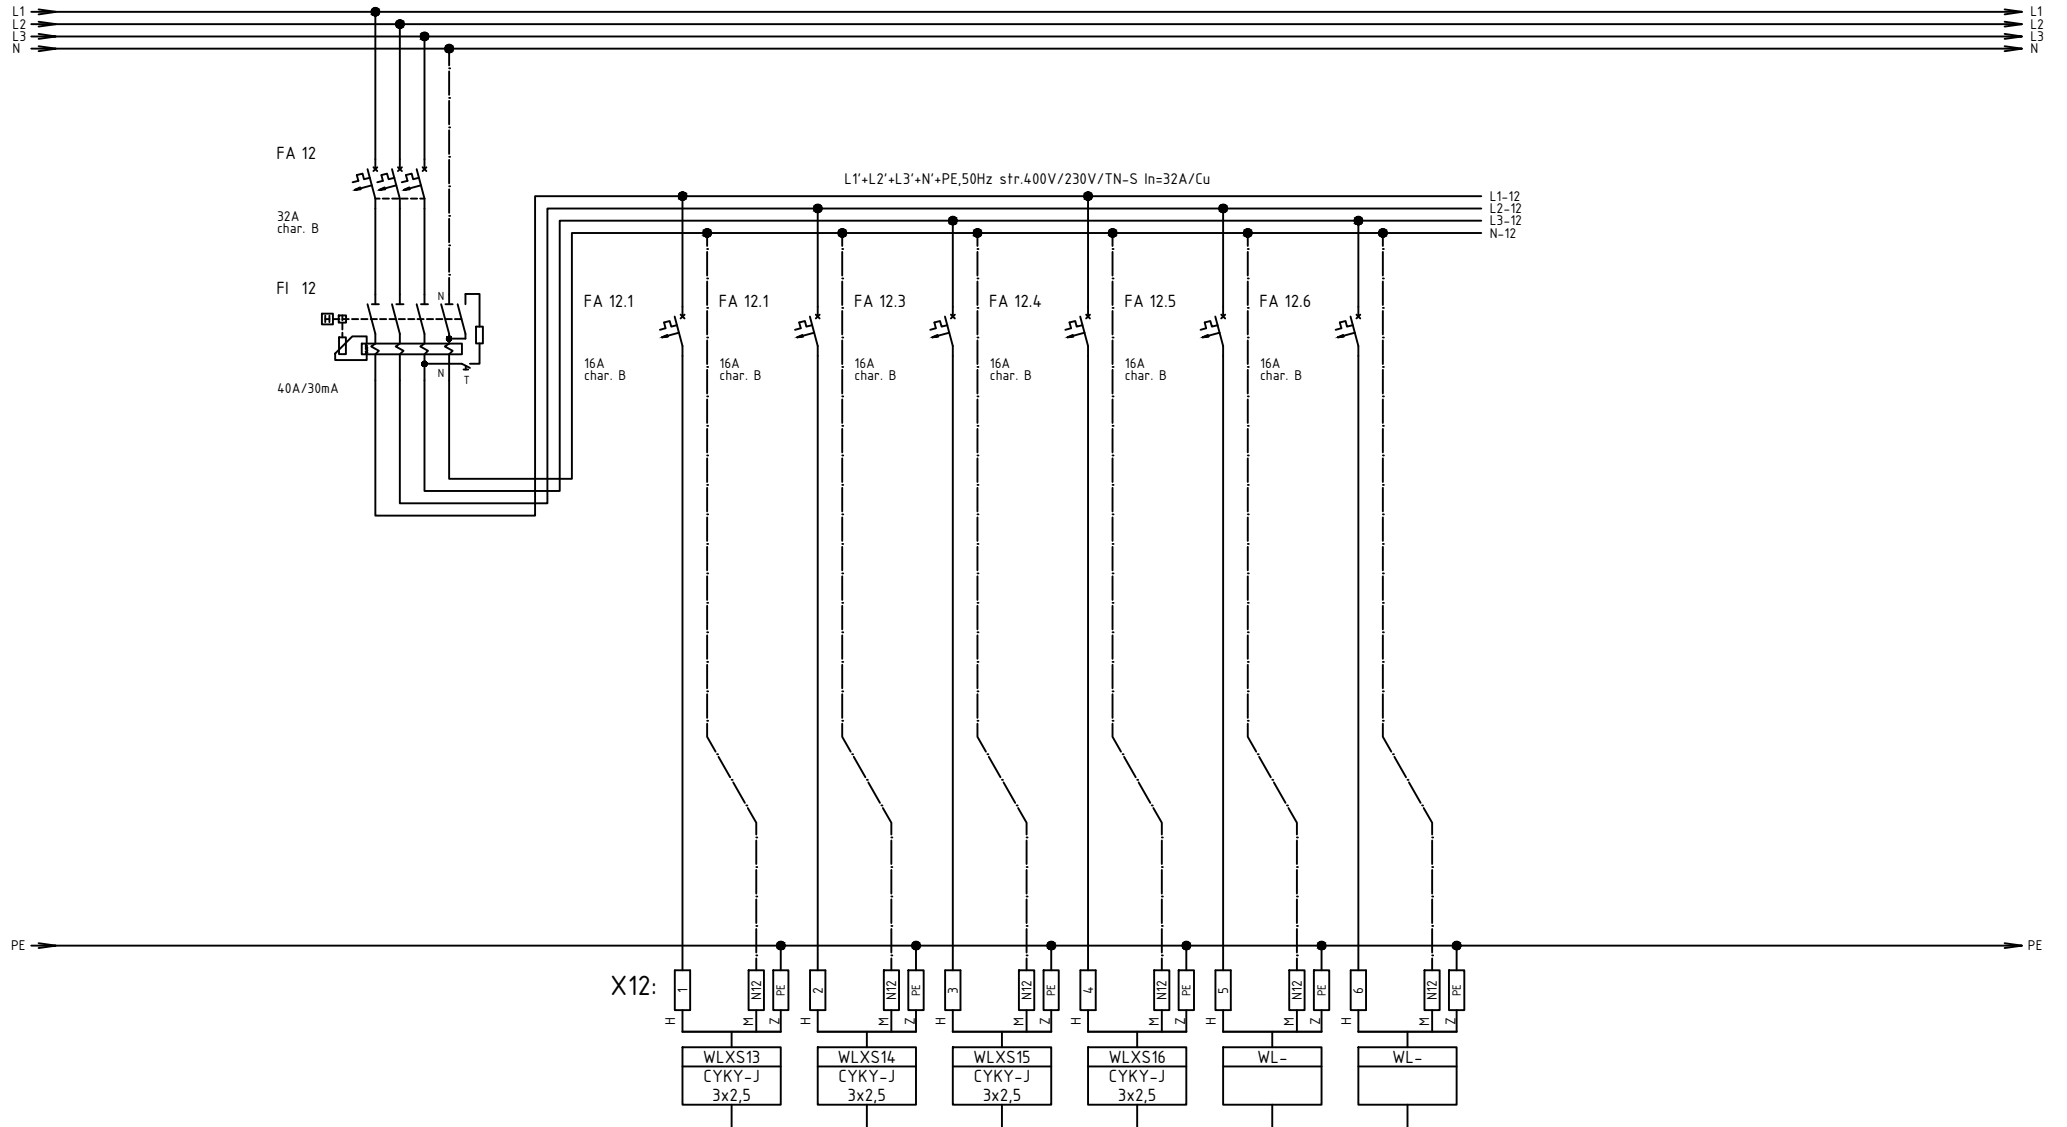 L1 L1
L2 L2
L3 L3
N N
FA 12
32A
char. B
FI 12
40A/30mA
N
N
T
L1'+L2'+L3'+N'+PE,50Hz str.400V/230V/TN-S In=32A/Cu
L1-12
L2-12
L3-12
N-12
FA 12.1 FA 12.1 FA 12.3 FA 12.4 FA 12.5 FA 12.6
16A 16A 16A 16A 16A 16A
char. B char. B char. B char. B char. B char. B
PE PE
X12: 1 N12 PE 2 N12 PE 3 N12 PE 4 N12 PE 5 N12 PE 6 N12 PE
H M Z H M Z H M Z H M Z H M Z H M Z
WLXS13 WLXS14 WLXS15 WLXS16 WL- WL-
CYKY-J CYKY-J CYKY-J CYKY-J
3x2,5 3x2,5 3x2,5 3x2,5